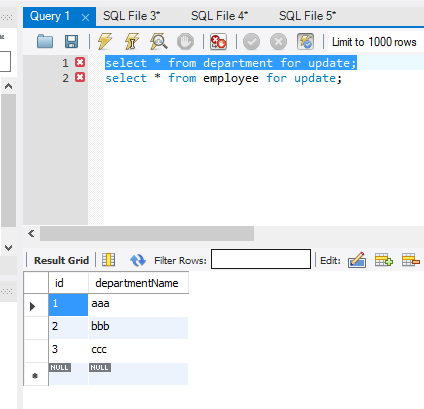 Query 1 SQL File 3* SQL File 4* SQL File 5*
Limit to 1000 rows
1 select * from department for update;
2 select * from employee for update;
Result Grid Filter Rows: Edit:
id departmentName
1 aaa
2 bbb
3 ccc
NULL NULL